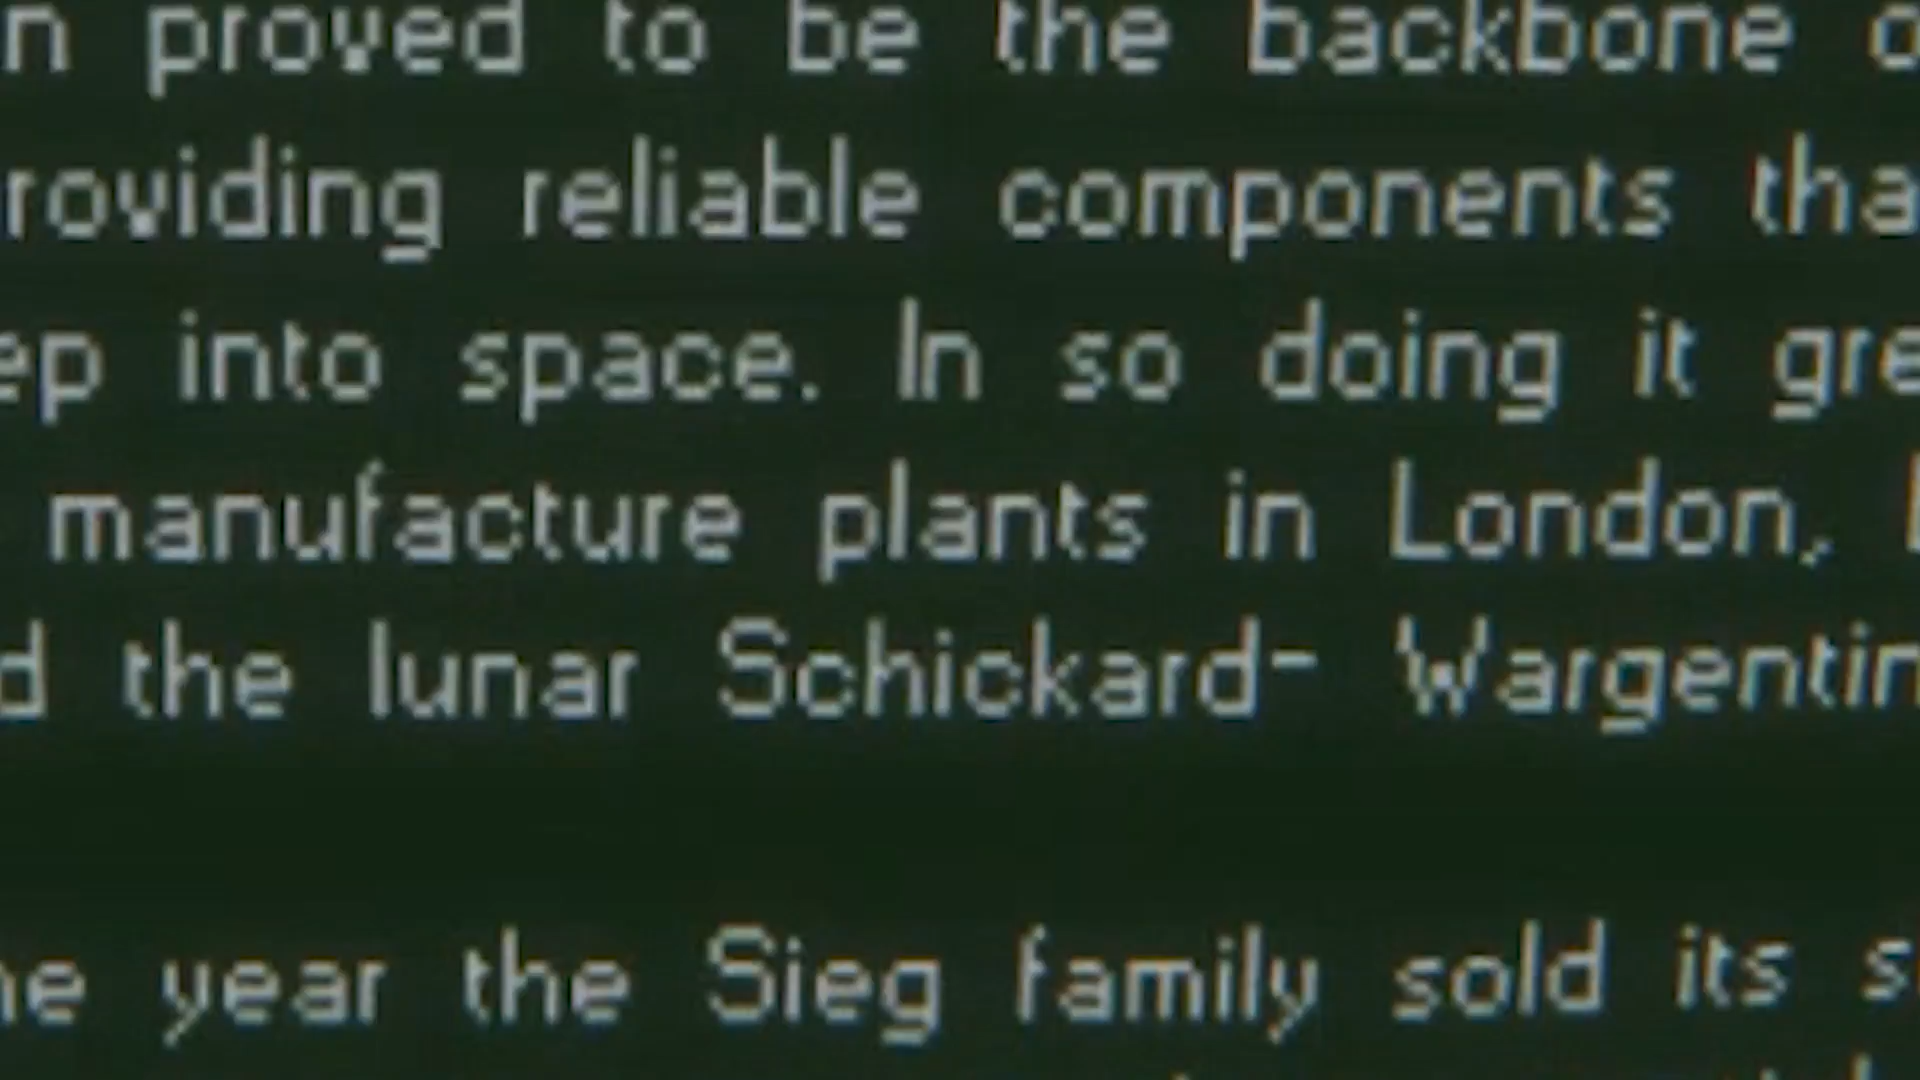 n proved to be the backbone o
roviding reliable components tha
ep into space. In so doing it gre
manufacture plants in London,
d the lunar Schickard- Wargentin
he year the Sieg family sold its s